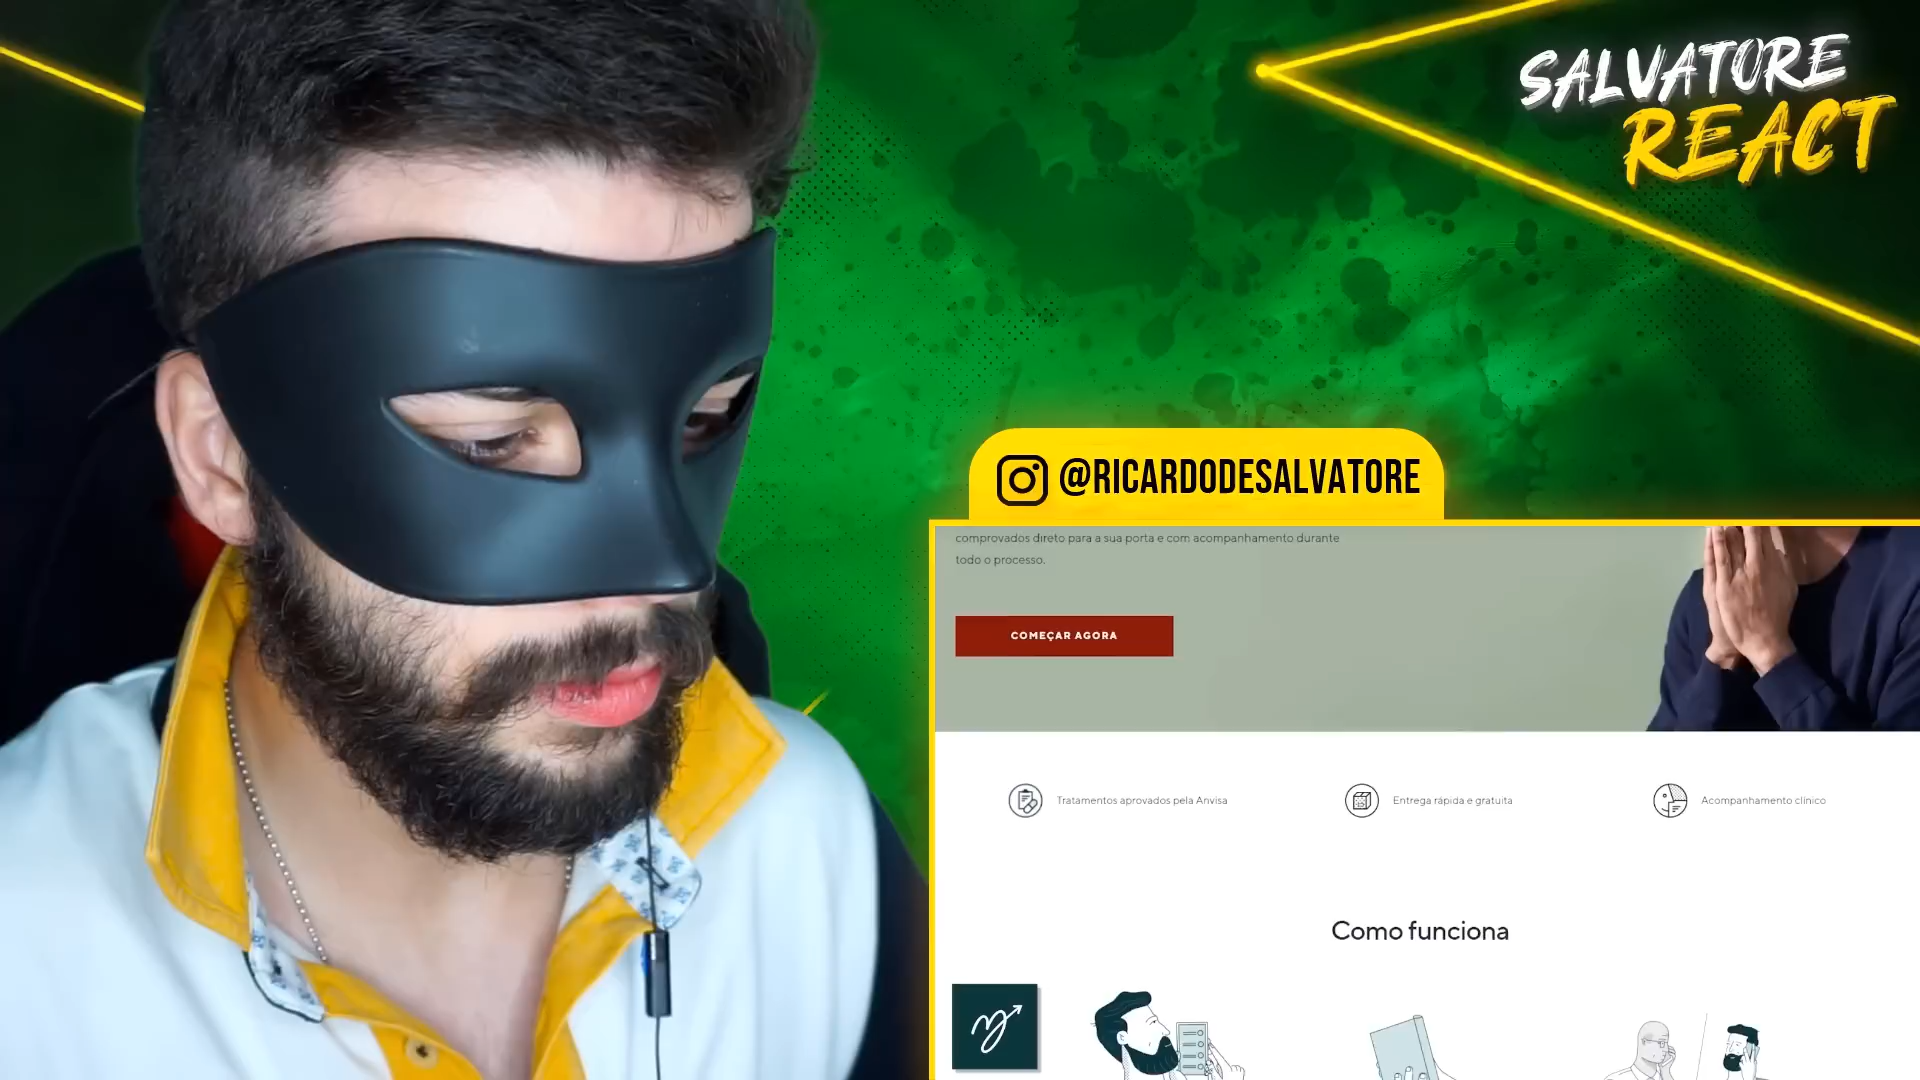 SALVATORE
REACT
@RICARDODESALVATORE
comprovados direto para a sua porta e com acompanhamento durante
todo o processo.
COMEÇAR AGORA
Tratamentos aprovados pela Anvisa
Entrega rápida e gratuita
Acompanhamento clínico
Como funciona